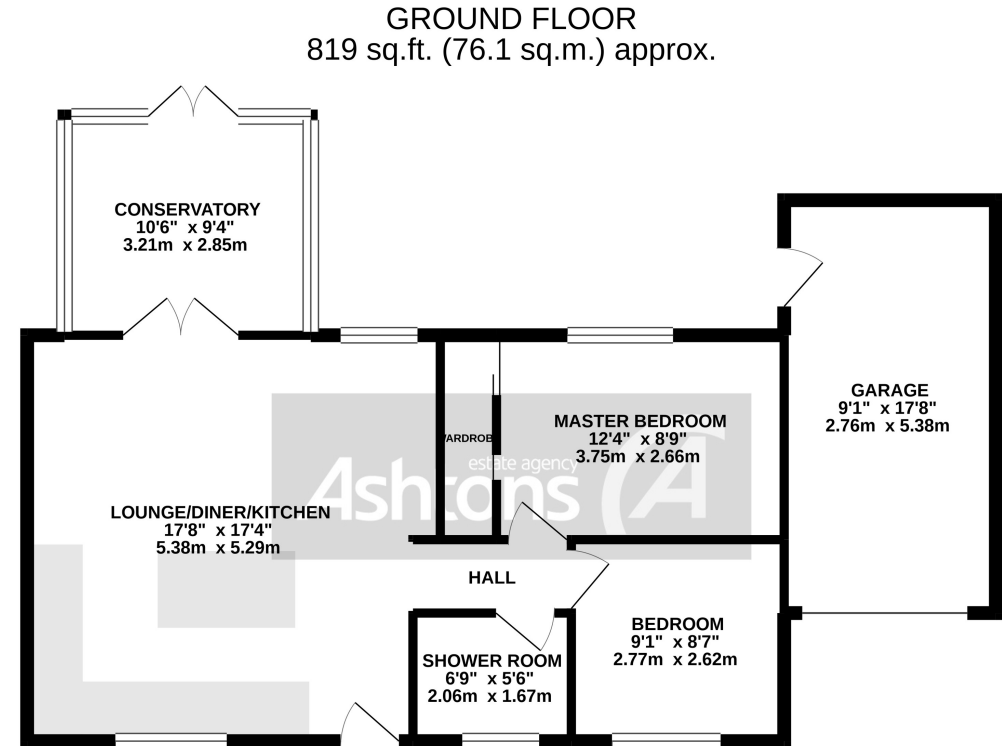 GROUND FLOOR
819 sq.ft. (76.1 sq.m.) approx.
CONSERVATORY
10'6" x 9'4"
3.21m x 2.85m
GARAGE
9'1" x 17'8"
2.76m x 5.38m
MASTER BEDROOM
12'4" x 8'9"
3.75m x 2.66m
ARDROB
estate agency
Ashtons
A
LOUNGE/DINER/KITCHEN
17'8" x 17'4"
5.38m x 5.29m
HALL
BEDROOM
9'1" x 8'7"
2.77m x 2.62m
SHOWER ROOM
6'9" x 5'6"
2.06m x 1.67m